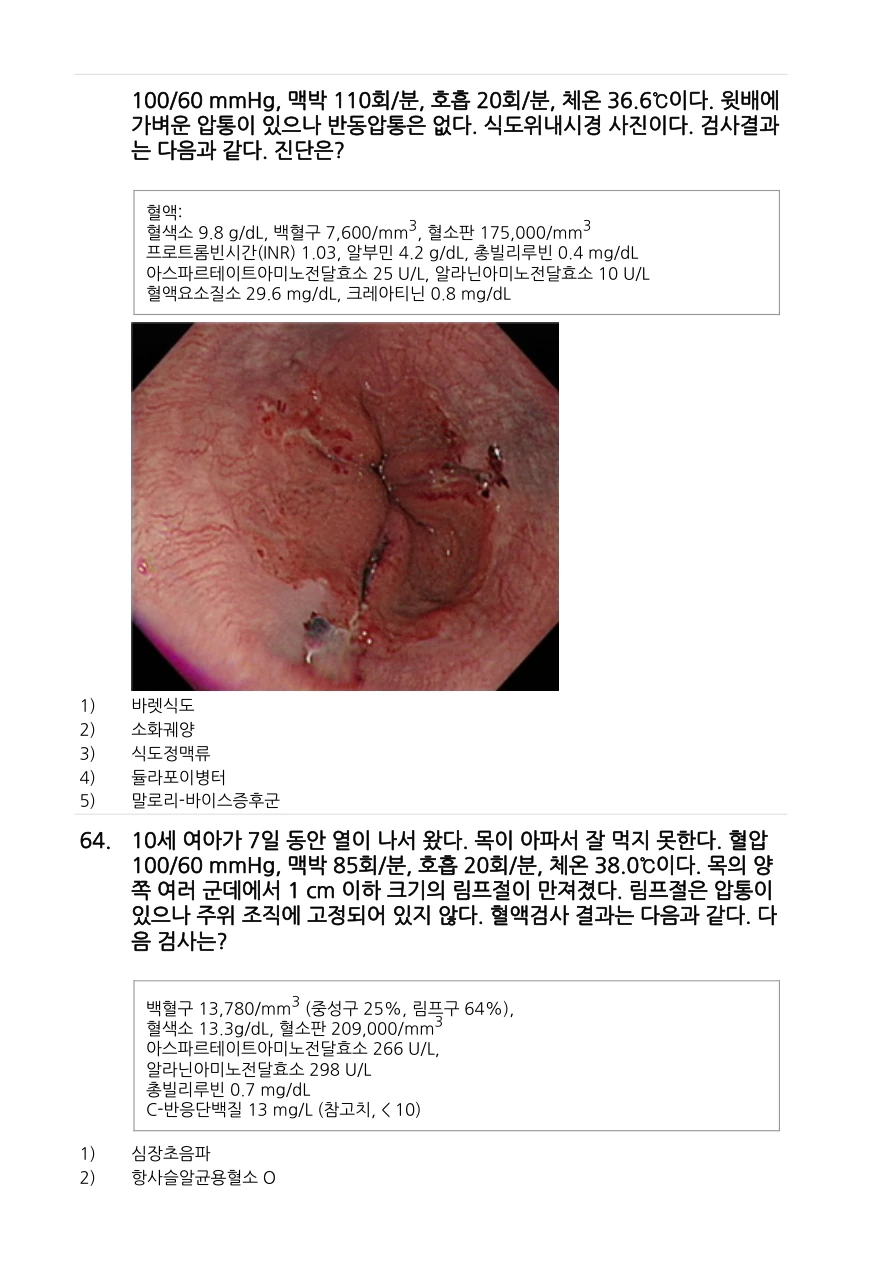 100/60 mmHg, 맥박 110회/분, 호흡 20회/분, 체온 36.6℃이다. 윗배에
가벼운 압통이 있으나 반동압통은 없다. 식도위내시경 사진이다. 검사결과
는 다음과 같다. 진단은?
혈액:
혈색소 9.8 g/dL, 백혈구 7,600/mm³, 혈소판 175,000/mm³
프로트롬빈시간(INR) 1.03, 알부민 4.2 g/dL, 총빌리루빈 0.4 mg/dL
아스파르테이트아미노전달효소 25 U/L, 알라닌아미노전달효소 10 U/L
혈액요소질소 29.6 mg/dL, 크레아티닌 0.8 mg/dL
1) 바렛식도
2) 소화궤양
3) 식도정맥류
4) 듈라포이병터
5) 말로리-바이스증후군
64. 10세 여아가 7일 동안 열이 나서 왔다. 목이 아파서 잘 먹지 못한다. 혈압
100/60 mmHg, 맥박 85회/분, 호흡 20회/분, 체온 38.0℃이다. 목의 양
쪽 여러 군데에서 1 cm 이하 크기의 림프절이 만져졌다. 림프절은 압통이
있으나 주위 조직에 고정되어 있지 않다. 혈액검사 결과는 다음과 같다. 다
음 검사는?
백혈구 13,780/mm³ (중성구 25%, 림프구 64%),
혈색소 13.3g/dL, 혈소판 209,000/mm³
아스파르테이트아미노전달효소 266 U/L,
알라닌아미노전달효소 298 U/L
총빌리루빈 0.7 mg/dL
C-반응단백질 13 mg/L (참고치, < 10)
1) 심장초음파
2) 항사슬알균용혈소 O